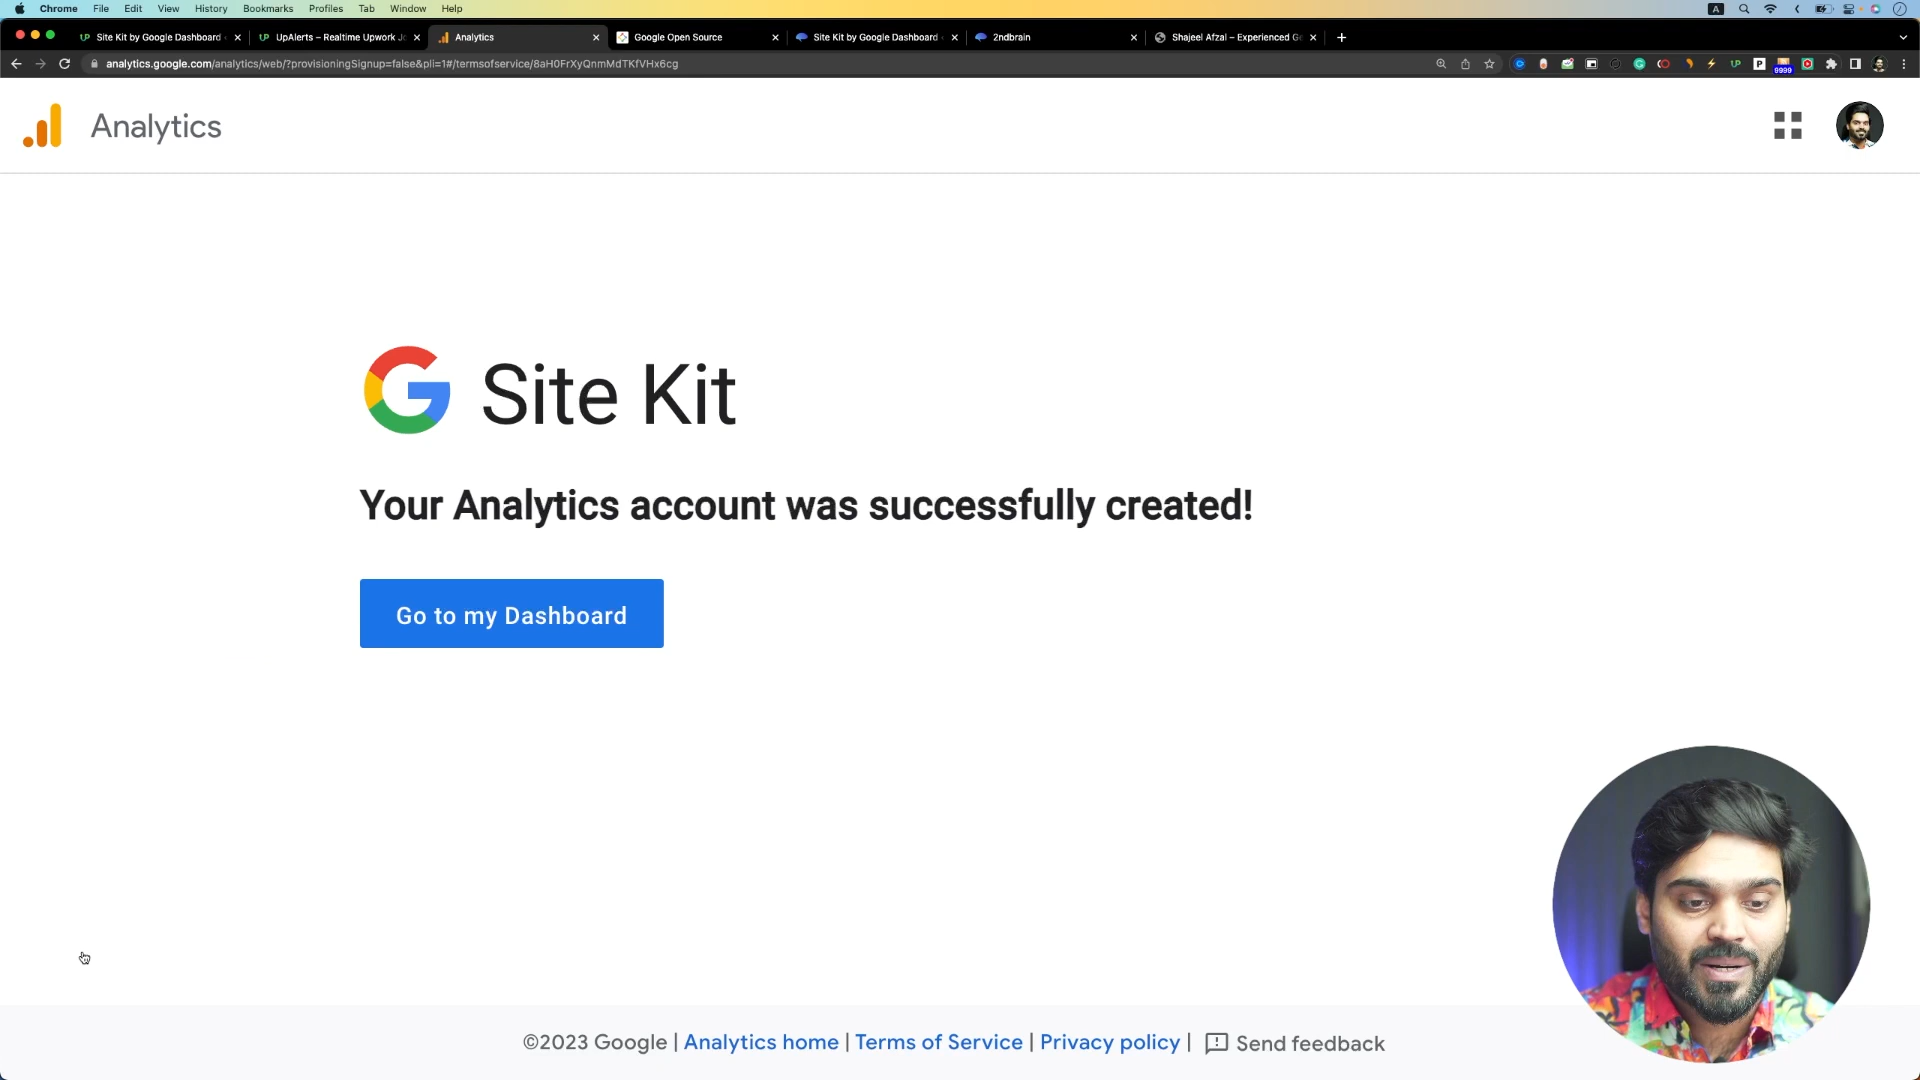 Chrome File Edit View History Bookmarks Profiles Tab Window Help
Site Kit by Google Dashboard
UpAlerts – Realtime Upwork Jo
Analytics
Google Open Source
Site Kit by Google Dashboard
2ndbrain
Shajeel Afzal – Experienced Ge
analytics.google.com/analytics/web/?provisioningSignup=false&pli=1#/termsofservice/8aH0FrXyQnmMdTKfVHx6cg
9999
Analytics
Site Kit
Your Analytics account was successfully created!
Go to my Dashboard
©2023 Google | Analytics home | Terms of Service | Privacy policy | Send feedback